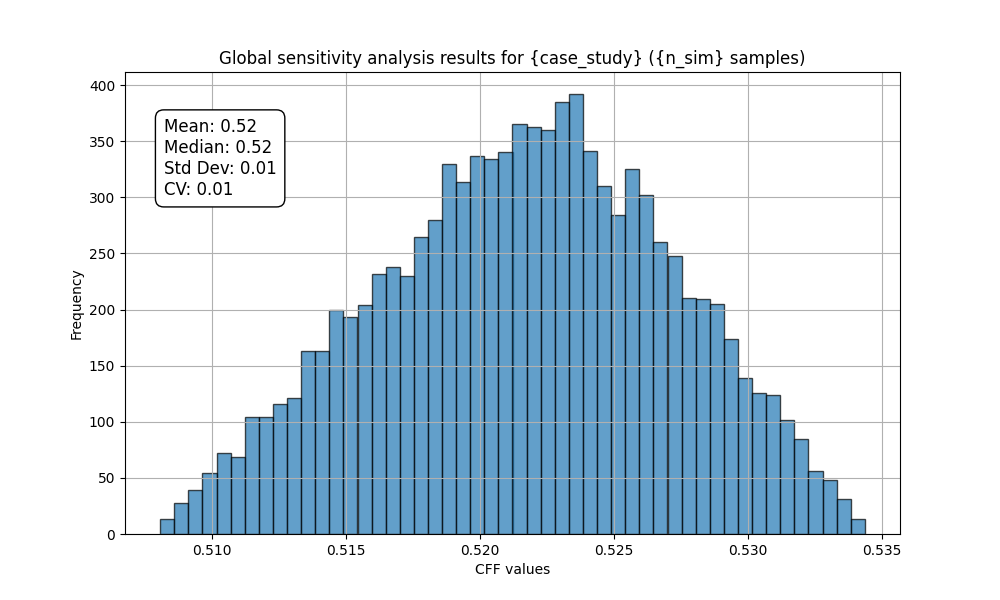 Global sensitivity analysis results for {case_study} ({n_sim} samples)
400
350
300
250
200
150
100
50
0
Frequency
Mean: 0.52
Median: 0.52
Std Dev: 0.01
CV: 0.01
0.510 0.515 0.520 0.525 0.530 0.535
CFF values